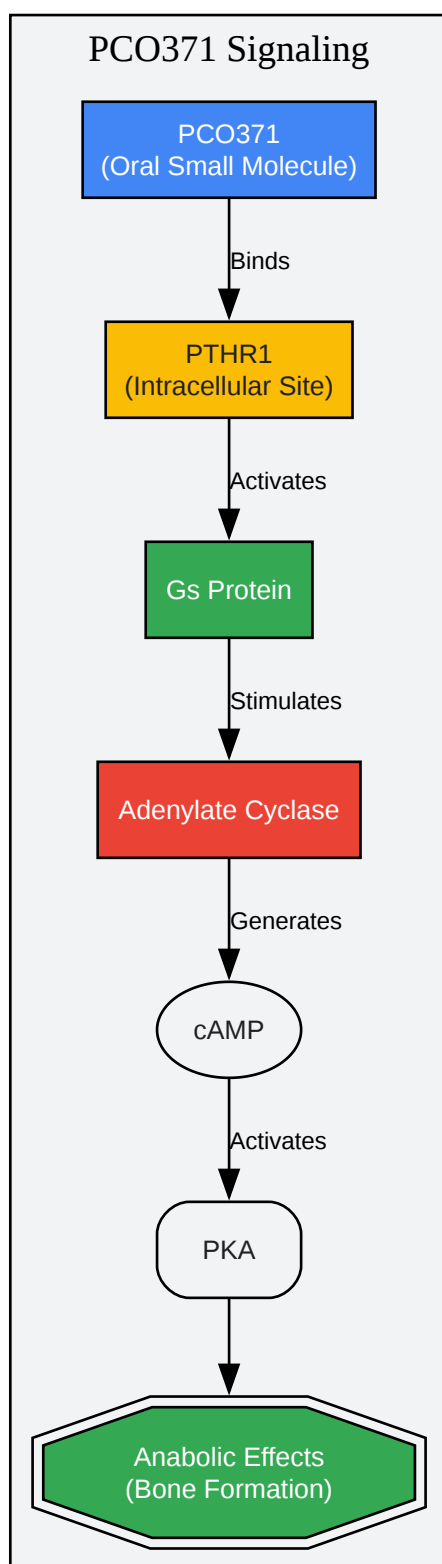 PCO371 Signaling
PCO371
(Oral Small Molecule)
Binds
PTHR1
(Intracellular Site)
Activates
Gs Protein
Stimulates
Adenylate Cyclase
Generates
cAMP
Activates
PKA
Anabolic Effects
(Bone Formation)